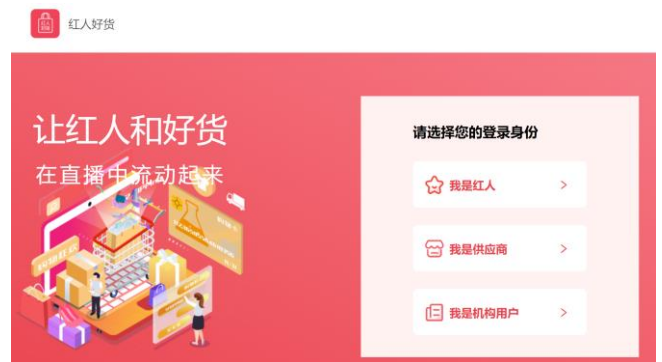 红人好货
让红人和好货
在直播中流动起来
请选择您的登录身份
我是红人
我是供应商
我是机构用户